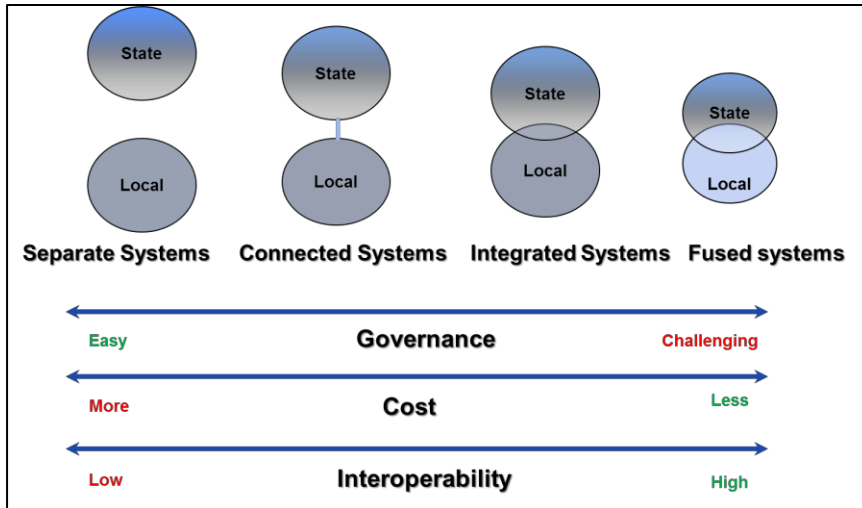 State
State
State
State
Local
Local
Local
Local
Separate Systems
Connected Systems
Integrated Systems
Fused systems
Easy
Governance
Challenging
More
Cost
Less
Low
Interoperability
High